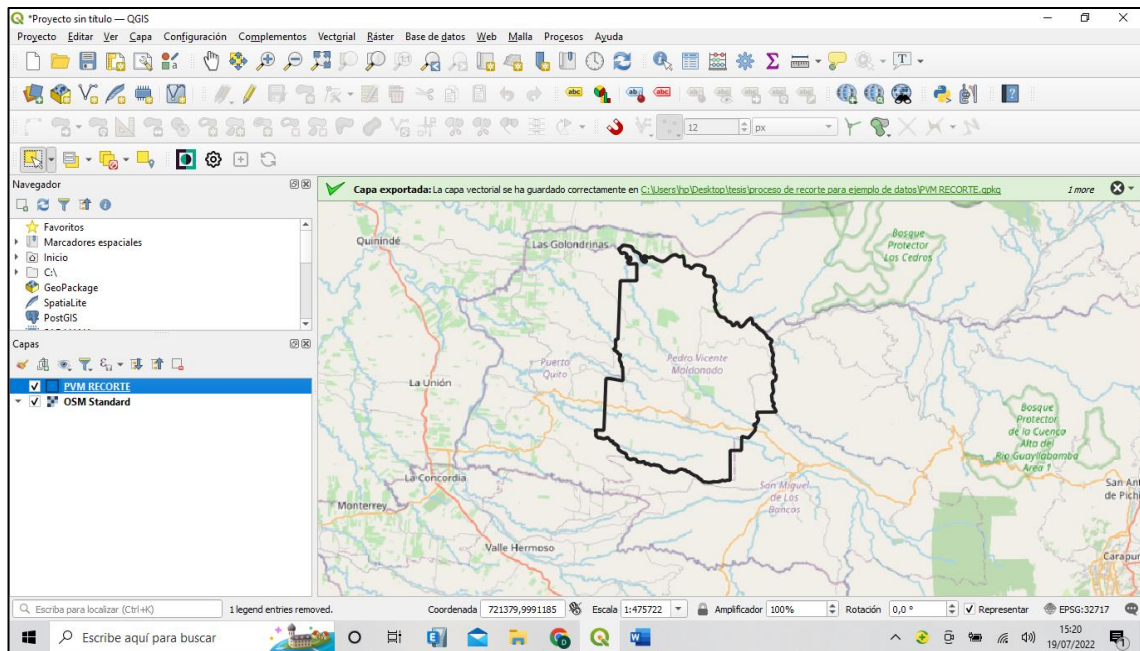 *Proyecto sin título — QGIS
Proyecto Editar Ver Capa Configuración Complementos Vectorial Ráster Base de datos Web Malla Procesos Ayuda
abc abc abc
12 px
Navegador
Capa exportada: La capa vectorial se ha guardado correctamente en C:\Users\hp\Desktop\tesis\proceso de recorte para ejemplo de datos\PVM RECORTE.gpkg 1 more
Favoritos
Marcadores espaciales
Inicio
C:\
GeoPackage
SpatiaLite
PostGIS
Capas
PVM RECORTE
OSM Standard
Quinindé
Las Golondrinas
Bosque
Protector
Los Cedros
Puerto
Quito
Pedro Vicente
Maldonado
La Unión
Bosque
Protector
de la Cuenca
Alta del
Río Guayllabamba
Área 1
La Concordia
San Miguel
de Los
Bancos
San Ant
de Pichi
Monterrey
Valle Hermoso
Carapun
Escriba para localizar (Ctrl+K) 1 legend entries removed. Coordenada 721379,9991185 Escala 1:475722 Amplificador 100% Rotación 0,0 ° Representar EPSG:32717
Escribe aquí para buscar
15:20
19/07/2022
1